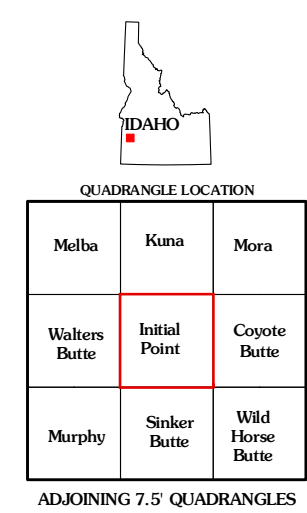 IDAHO
QUADRANGLE LOCATION
Melba
Kuna
Mora
Walters
Butte
Initial
Point
Coyote
Butte
Murphy
Sinker
Butte
Wild
Horse
Butte
ADJOINING 7.5' QUADRANGLES